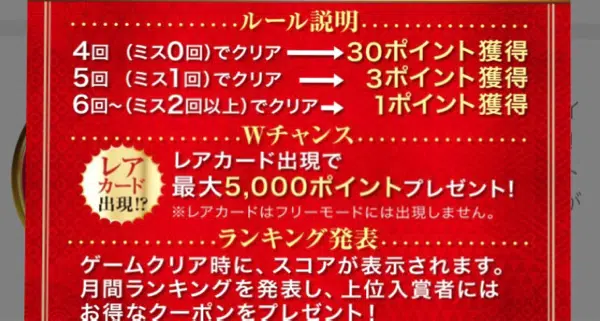 ルール説明
4回 (ミス0回)でクリア→30ポイント獲得
5回 (ミス1回)でクリア→3ポイント獲得
6回~(ミス2回以上)でクリア→1ポイント獲得
Wチャンス
レア
カード
出現!?
レアカード出現で
最大5,000ポイントプレゼント!
※レアカードはフリーモードには出現しません。
ランキング発表
ゲームクリア時に、スコアが表示されます。
月間ランキングを発表し、上位入賞者には
お得なクーポンをプレゼント!